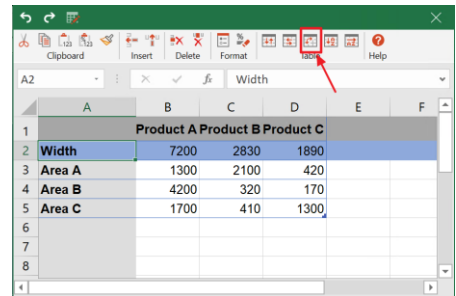 Clipboard Insert Delete Format Table Help
A2 fx Width
A B C D E F
1 Product A Product B Product C
2 Width 7200 2830 1890
3 Area A 1300 2100 420
4 Area B 4200 320 170
5 Area C 1700 410 1300
6
7
8